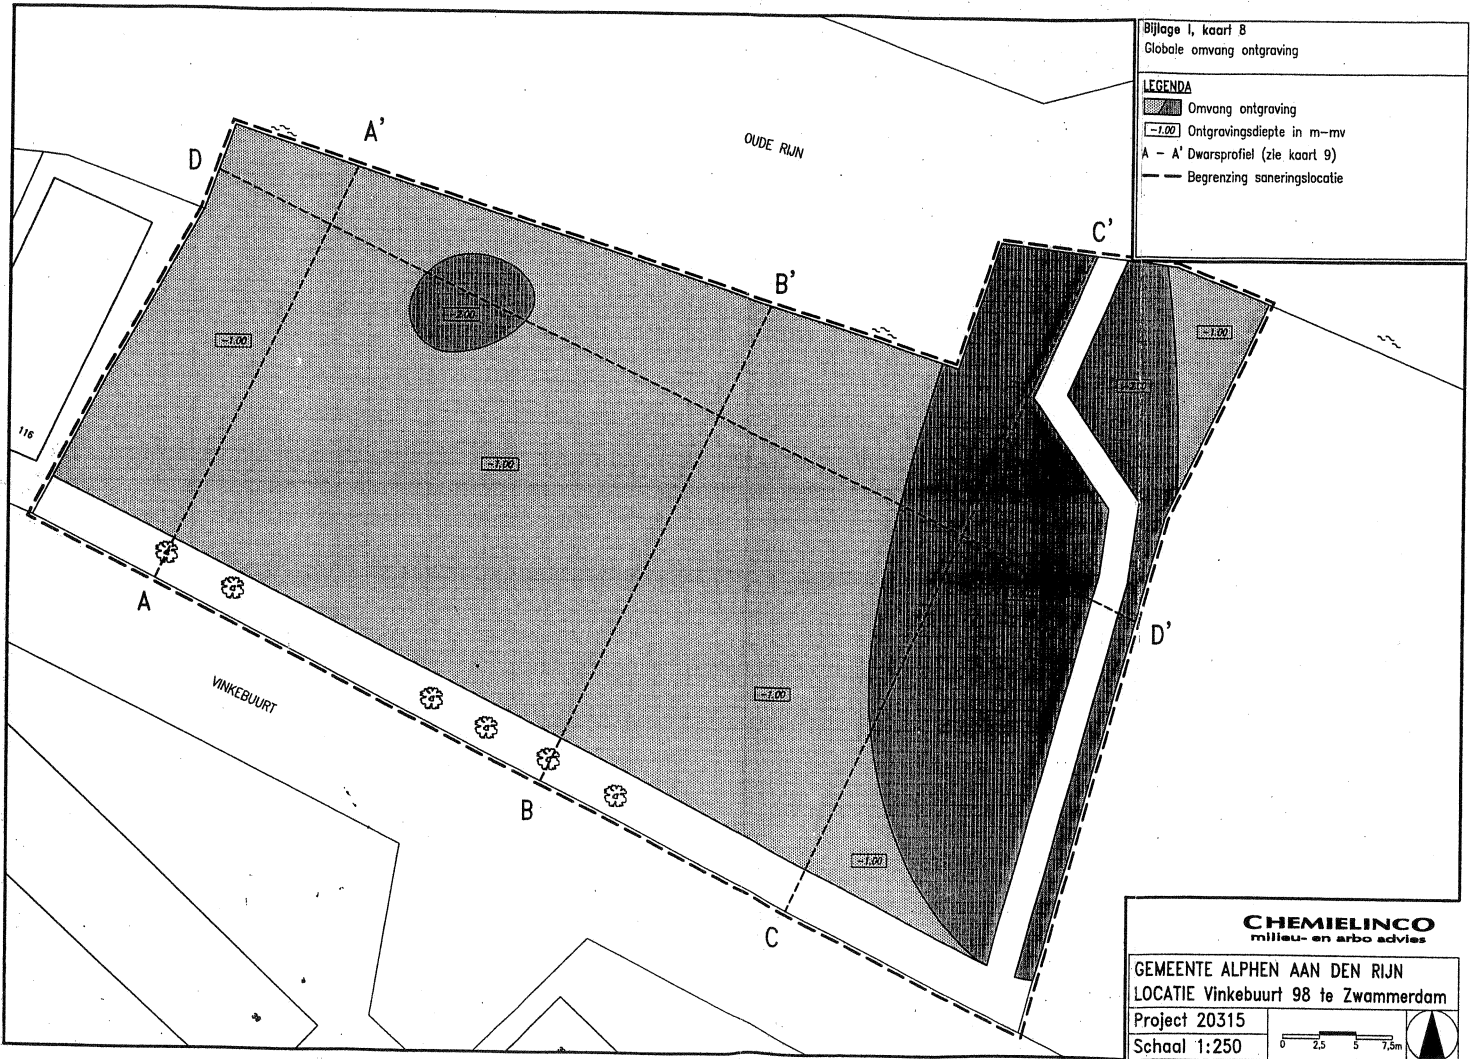 Bijlage I, kaart 8
Globale omvang ontgraving
LEGENDA
Omvang ontgraving
-1.00 Ontgravingsdiepte in m-mv
A - A' Dwarsprofiel (zie kaart 9)
Begrenzing saneringslocatie
OUDE RIJN
A'
D
B'
C'
-1.00
-2.00
-1.00
-1.00
116
-1.00
A
D'
VINKEBUURT
-1.00
B
C
CHEMIELINCO
milieu- en arbo advies
GEMEENTE ALPHEN AAN DEN RIJN
LOCATIE Vinkebuurt 98 te Zwammerdam
Project 20315
Schaal 1:250
0 2,5 5 7,5m